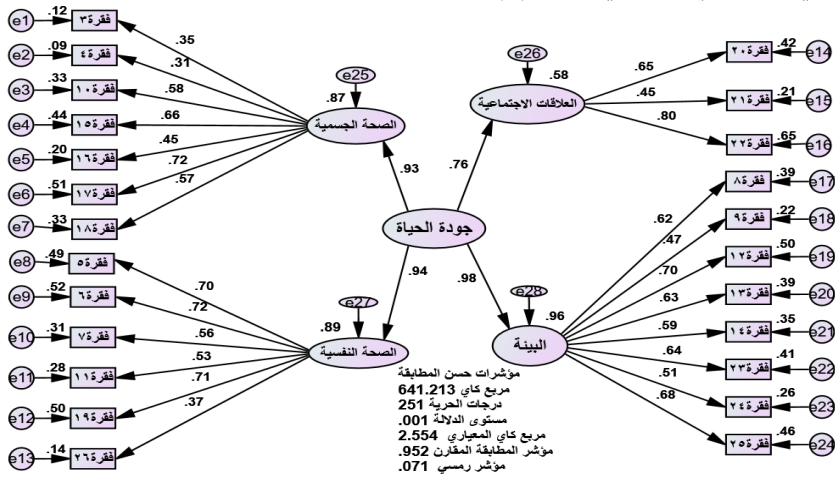 e1 .12 فقرة٣ .35
e2 .09 فقرة٤ .31
e3 .33 فقرة١٠ .58
e4 .44 فقرة١٥ .66
e5 .20 فقرة١٦ .45
e6 .51 فقرة١٧ .72
e7 .33 فقرة١٨ .57
e25
.87
الصحة الجسمية
.93
e8 .49 فقرة٥ .70
e9 .52 فقرة٦ .72
e10 .31 فقرة٧ .56
e11 .28 فقرة١١ .53
e12 .50 فقرة١٩ .71
e13 .14 فقرة٢٦ .37
e27
.89
الصحة النفسية
.94
جودة الحياة
e26
.58
العلاقات الاجتماعية
.76
.65 فقرة٢٠ .42 e14
.45 فقرة٢١ .21 e15
.80 فقرة٢٢ .65 e16
e28
.96
البيئة
.98
.62 فقرة٨ .39 e17
.47 فقرة٩ .22 e18
.70 فقرة١٢ .50 e19
.63 فقرة١٣ .39 e20
.59 فقرة١٤ .35 e21
.64 فقرة٢٣ .41 e22
.51 فقرة٢٤ .26 e23
.68 فقرة٢٥ .46 e24
مؤشرات حسن المطابقة
مربع كاي 641.213
درجات الحرية 251
مستوى الدلالة .001
مربع كاي المعياري 2.554
مؤشر المطابقة المقارن .952
مؤشر رمسي .071